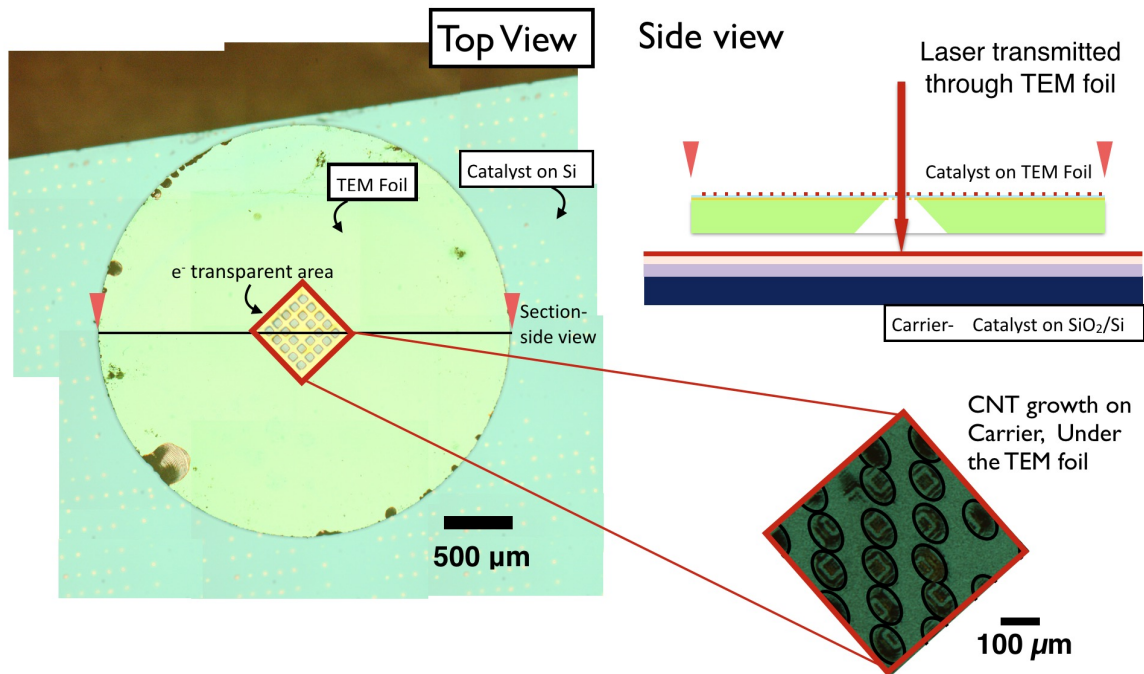 Top View
TEM Foil
Catalyst on Si
e⁻ transparent area
Section-
side view
500 µm
Side view
Laser transmitted
through TEM foil
Catalyst on TEM Foil
Carrier- Catalyst on SiO₂/Si
CNT growth on
Carrier, Under
the TEM foil
100 µm